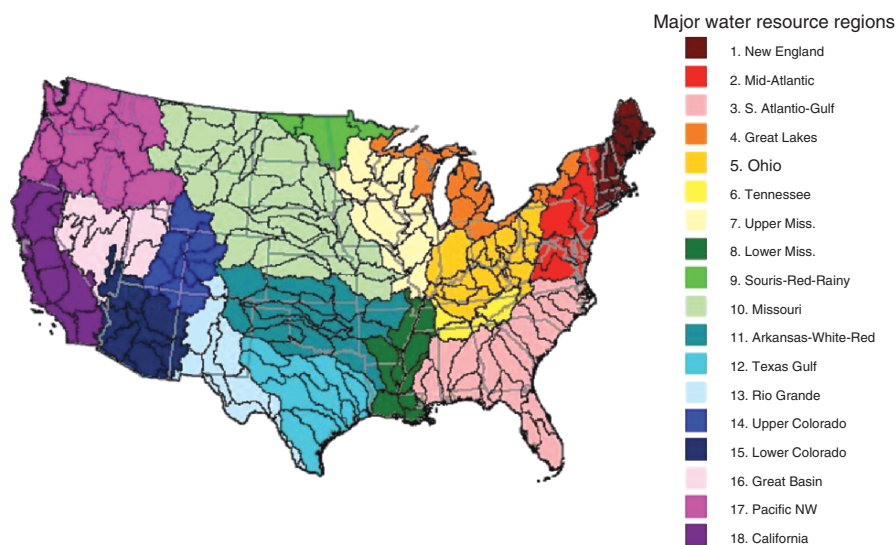 Major water resource regions
1. New England
2. Mid-Atlantic
3. S. Atlantio-Gulf
4. Great Lakes
5. Ohio
6. Tennessee
7. Upper Miss.
8. Lower Miss.
9. Souris-Red-Rainy
10. Missouri
11. Arkansas-White-Red
12. Texas Gulf
13. Rio Grande
14. Upper Colorado
15. Lower Colorado
16. Great Basin
17. Pacific NW
18. California